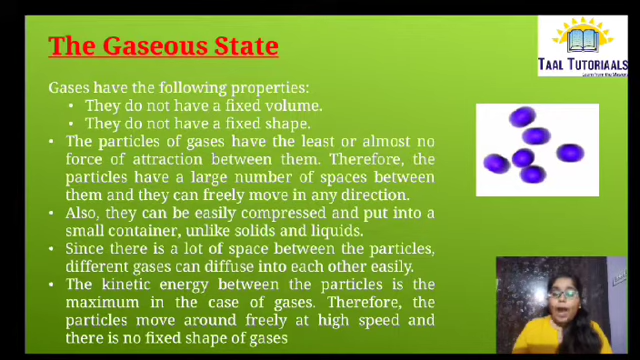 The Gaseous State
TAAL TUTORIAALS
Gases have the following properties:
• They do not have a fixed volume.
• They do not have a fixed shape.
• The particles of gases have the least or almost no
force of attraction between them. Therefore, the
particles have a large number of spaces between
them and they can freely move in any direction.
• Also, they can be easily compressed and put into a
small container, unlike solids and liquids.
• Since there is a lot of space between the particles,
different gases can diffuse into each other easily.
• The kinetic energy between the particles is the
maximum in the case of gases. Therefore, the
particles move around freely at high speed and
there is no fixed shape of gases